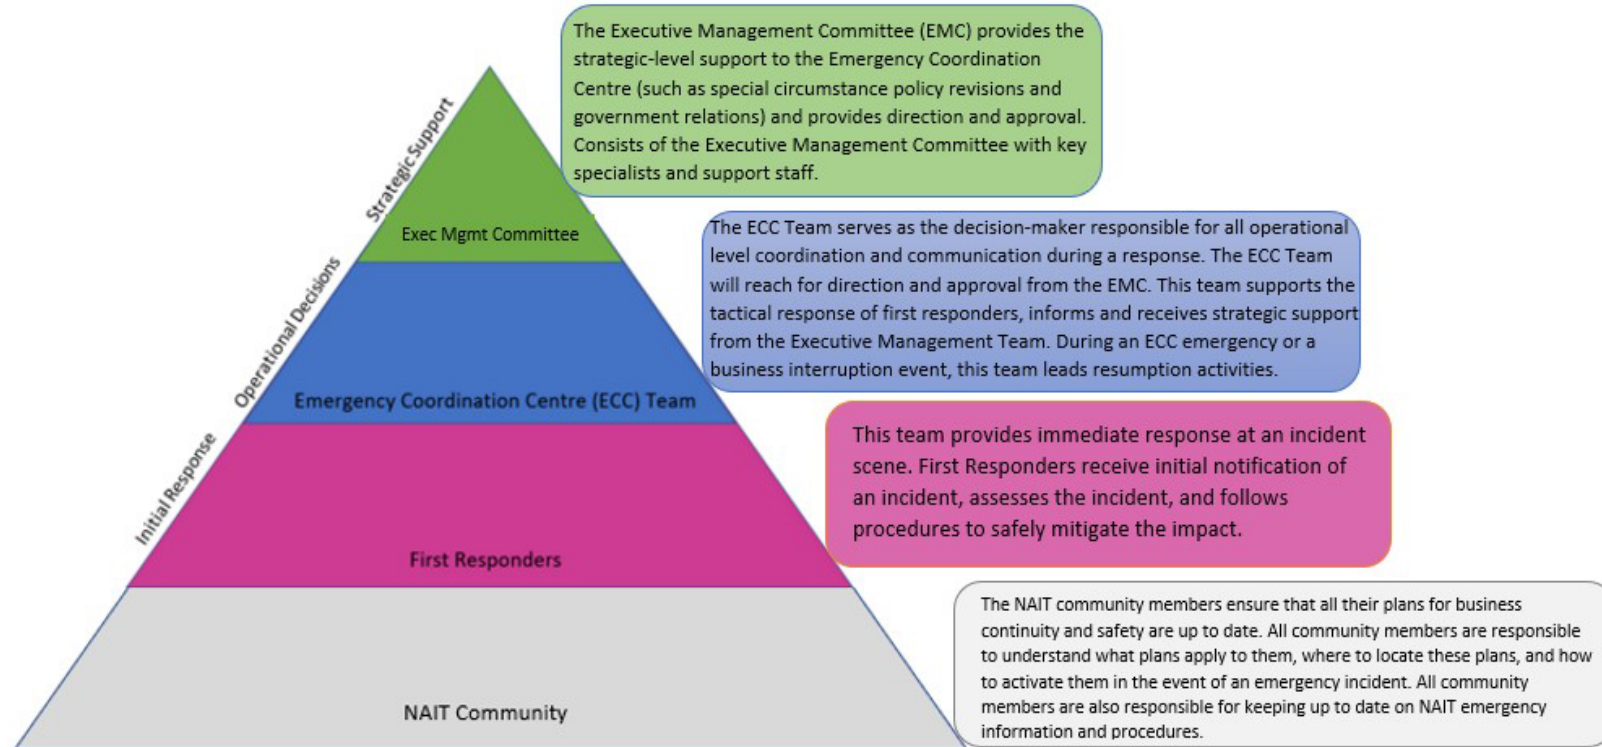 The Executive Management Committee (EMC) provides the
strategic-level support to the Emergency Coordination
Centre (such as special circumstance policy revisions and
government relations) and provides direction and approval.
Consists of the Executive Management Committee with key
specialists and support staff.
Strategic Support
Exec Mgmt Committee
The ECC Team serves as the decision-maker responsible for all operational
level coordination and communication during a response. The ECC Team
will reach for direction and approval from the EMC. This team supports the
tactical response of first responders, informs and receives strategic support
from the Executive Management Team. During an ECC emergency or a
business interruption event, this team leads resumption activities.
Operational Decisions
Emergency Coordination Centre (ECC) Team
This team provides immediate response at an incident
scene. First Responders receive initial notification of
an incident, assesses the incident, and follows
procedures to safely mitigate the impact.
Initial Response
First Responders
The NAIT community members ensure that all their plans for business
continuity and safety are up to date. All community members are responsible
to understand what plans apply to them, where to locate these plans, and how
to activate them in the event of an emergency incident. All community
members are also responsible for keeping up to date on NAIT emergency
information and procedures.
NAIT Community